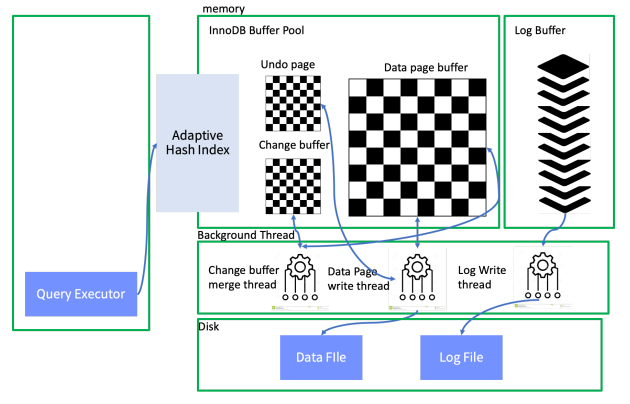 memory
InnoDB Buffer Pool
Log Buffer
Undo page
Data page buffer
Adaptive
Hash Index
Change buffer
Background Thread
Change buffer
merge thread
Data Page
write thread
Log Write
thread
Query Executor
Disk
Data FIle
Log File